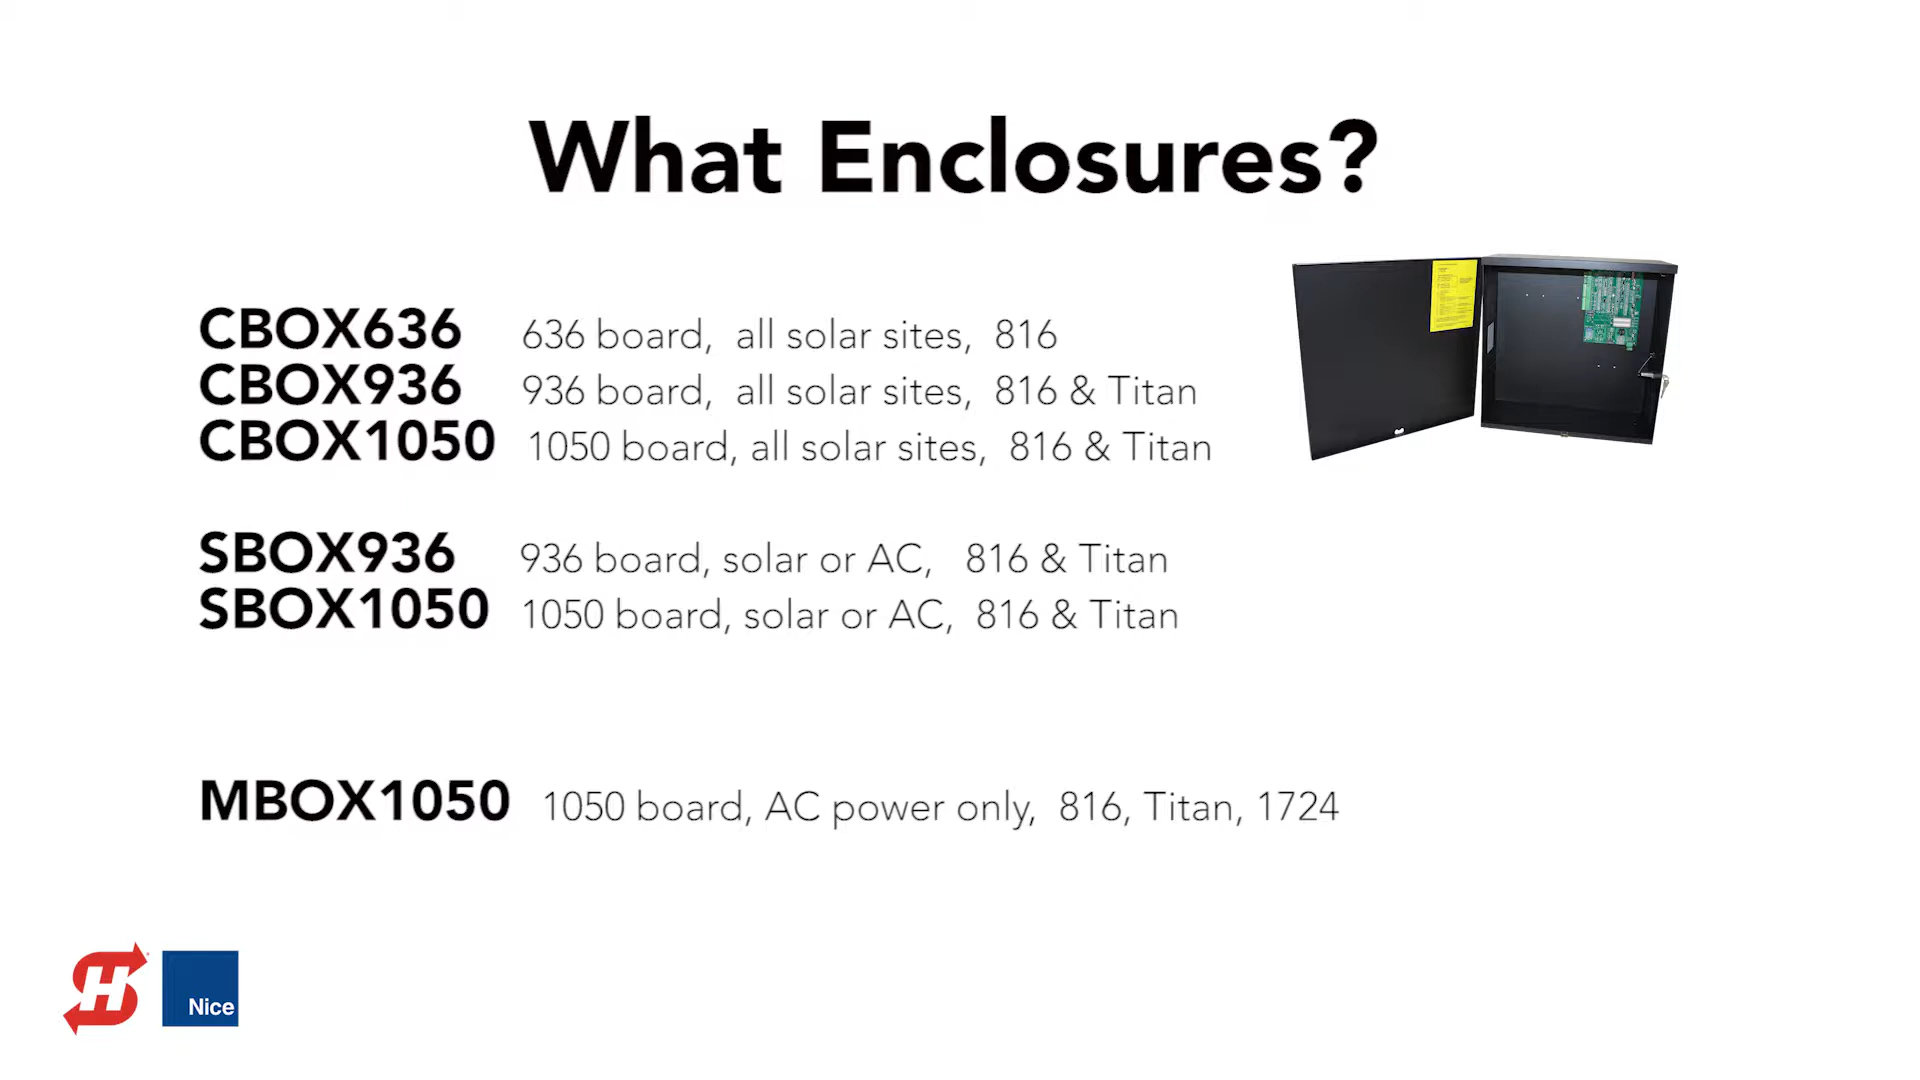 What Enclosures?
CBOX636 636 board, all solar sites, 816
CBOX936 936 board, all solar sites, 816 & Titan
CBOX1050 1050 board, all solar sites, 816 & Titan
SBOX936 936 board, solar or AC, 816 & Titan
SBOX1050 1050 board, solar or AC, 816 & Titan
MBOX1050 1050 board, AC power only, 816, Titan, 1724
H
Nice